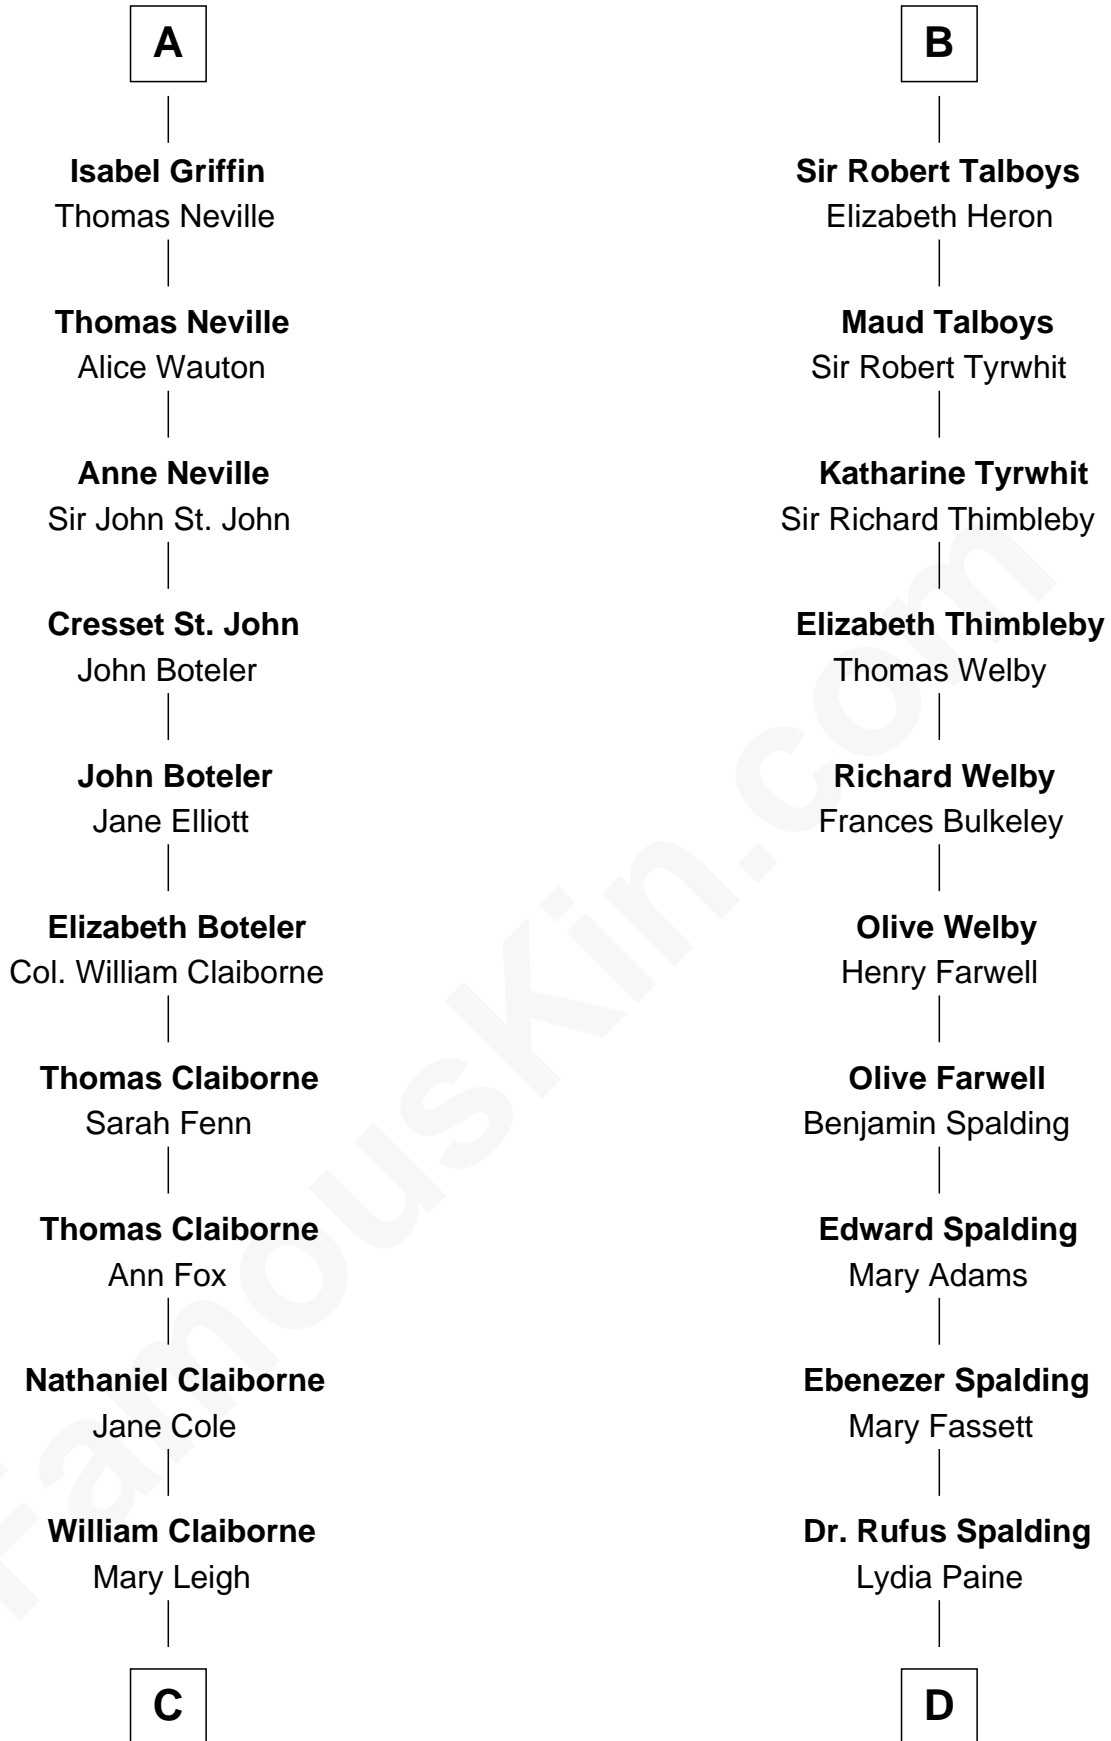 A
Isabel Griffin
Thomas Neville
Thomas Neville
Alice Wauton
Anne Neville
Sir John St. John
Cresset St. John
John Boteler
John Boteler
Jane Elliott
Elizabeth Boteler
Col. William Claiborne
Thomas Claiborne
Sarah Fenn
Thomas Claiborne
Ann Fox
Nathaniel Claiborne
Jane Cole
William Claiborne
Mary Leigh
C
B
Sir Robert Talboys
Elizabeth Heron
Maud Talboys
Sir Robert Tyrwhit
Katharine Tyrwhit
Sir Richard Thimbleby
Elizabeth Thimbleby
Thomas Welby
Richard Welby
Frances Bulkeley
Olive Welby
Henry Farwell
Olive Farwell
Benjamin Spalding
Edward Spalding
Mary Adams
Ebenezer Spalding
Mary Fassett
Dr. Rufus Spalding
Lydia Paine
D
FamousKin.com